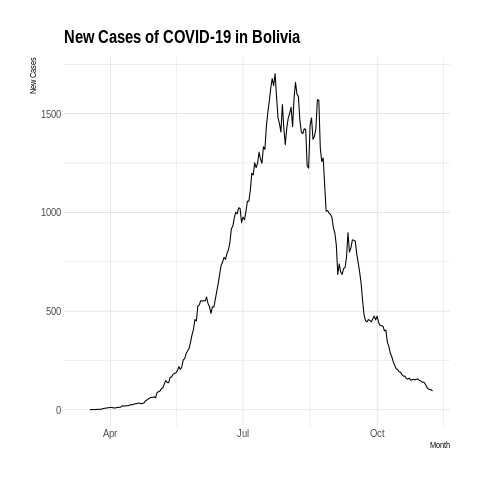 New Cases of COVID-19 in Bolivia
New Cases
1500
1000
500
0
Apr Jul Oct
Month